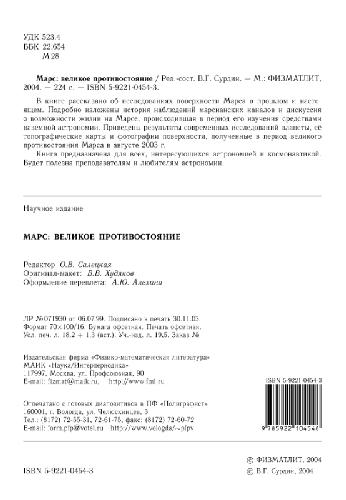 УДК 523.4
ББК 22.654
М 28
Марс: великое противостояние / Ред.-сост. В.Г. Сурдин. — М.: ФИЗМАТЛИТ,
2004. — 224 с. — ISBN 5-9221-0454-3.
В книге рассказано об исследованиях поверхности Марса в прошлом и насто-
ящем. Подробно изложены история наблюдений марсианских каналов и дискуссия
о возможности жизни на Марсе, происходившая в период его изучения средствами
наземной астрономии. Приведены результаты современных исследований планеты, её
топографические карты и фотографии поверхности, полученные в период великого
противостояния Марса в августе 2003 г.
Книга предназначена для всех, интересующихся астрономией и космонавтикой.
Будет полезна преподавателям и любителям астрономии.
Научное издание
МАРС: ВЕЛИКОЕ ПРОТИВОСТОЯНИЕ
Редактор О.В. Салецкая
Оригинал-макет: В.В. Худяков
Оформление переплета: А.Ю. Алехина
ЛР №071930 от 06.07.99. Подписано в печать 30.11.03.
Формат 70×100/16. Бумага офсетная. Печать офсетная.
Усл. печ. л. 18,2 + 1,3 (вкл.). Уч.-изд. л. 19,5. Заказ №
Издательская фирма «Физико-математическая литература»
МАИК «Наука/Интерпериодика»
117997, Москва, ул. Профсоюзная, 90
E-mail: fizmat@maik.ru, http://www.fml.ru
Отпечатано с готовых диапозитивов в ПФ «Полиграфист»
160001, г. Вологда, ул. Челюскинцев, 3
Тел.: (8172) 72-55-31, 72-61-75, факс (8172) 72-60-72
E-mail: form.pfp@votel.ru http://www.vologda/~pfpv
ISBN 5-9221-0454-3
9 785922 104548
ISBN 5-9221-0454-3
© ФИЗМАТЛИТ, 2004
© В.Г. Сурдин, 2004